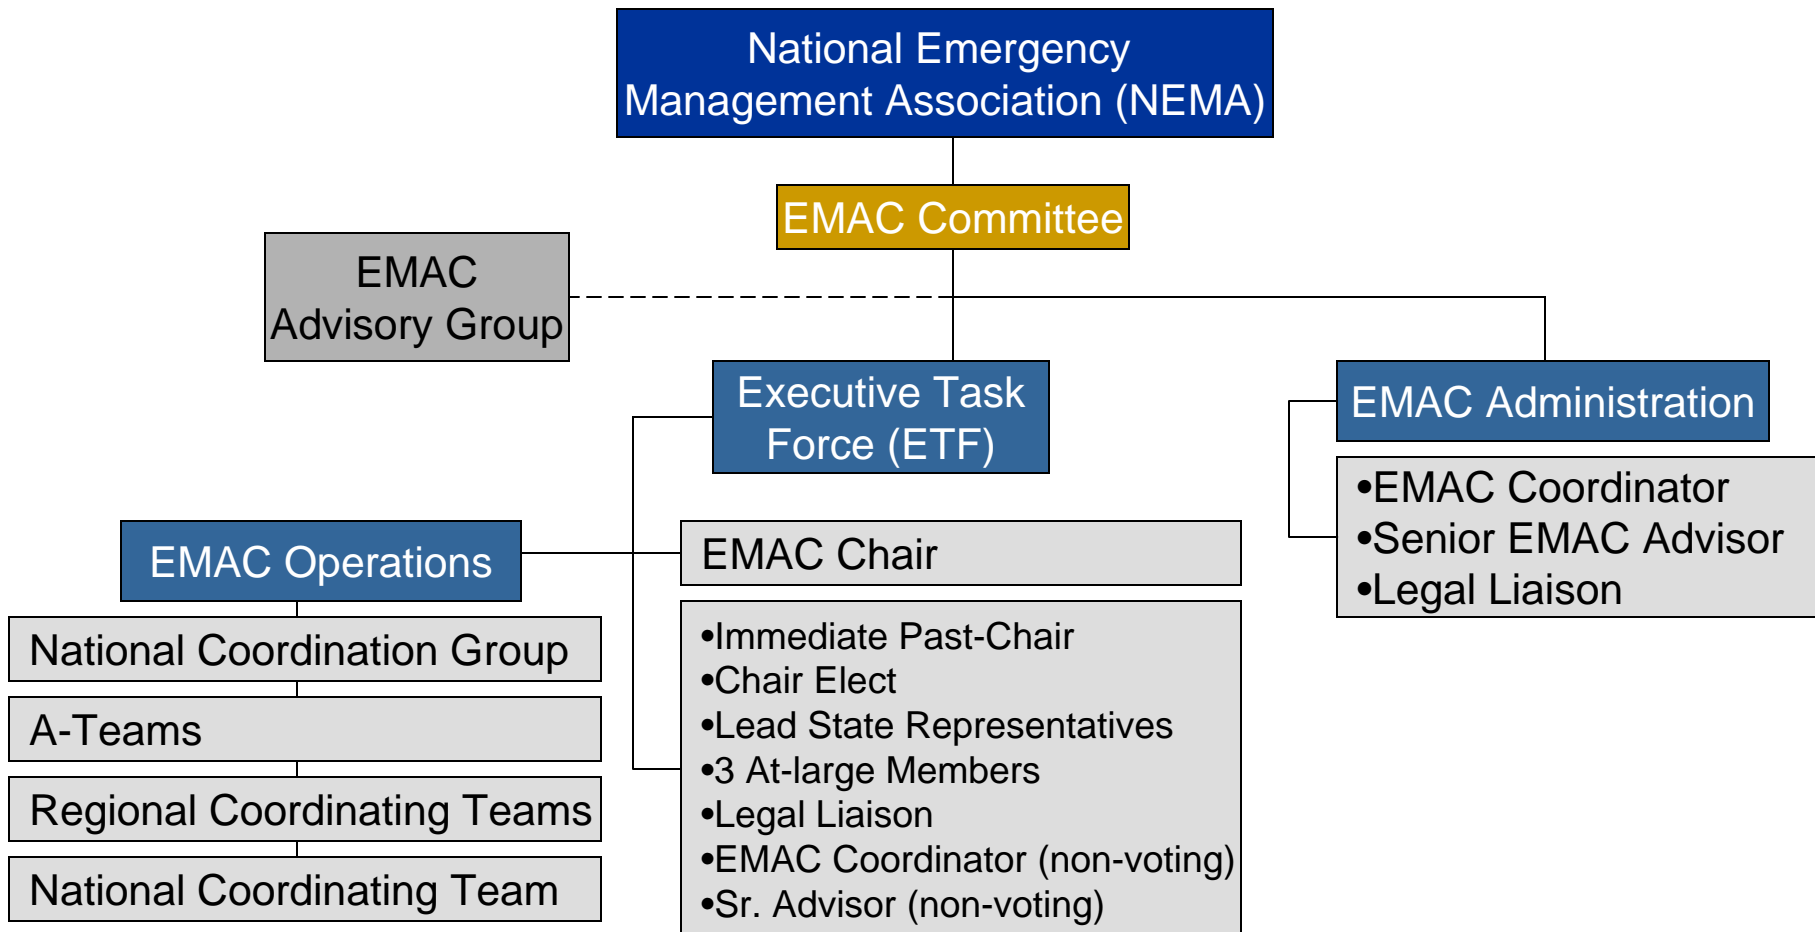 National Emergency
Management Association (NEMA)
EMAC Committee
EMAC
Advisory Group
Executive Task
Force (ETF)
EMAC Administration
•EMAC Coordinator
•Senior EMAC Advisor
•Legal Liaison
EMAC Operations
National Coordination Group
A-Teams
Regional Coordinating Teams
National Coordinating Team
EMAC Chair
•Immediate Past-Chair
•Chair Elect
•Lead State Representatives
•3 At-large Members
•Legal Liaison
•EMAC Coordinator (non-voting)
•Sr. Advisor (non-voting)